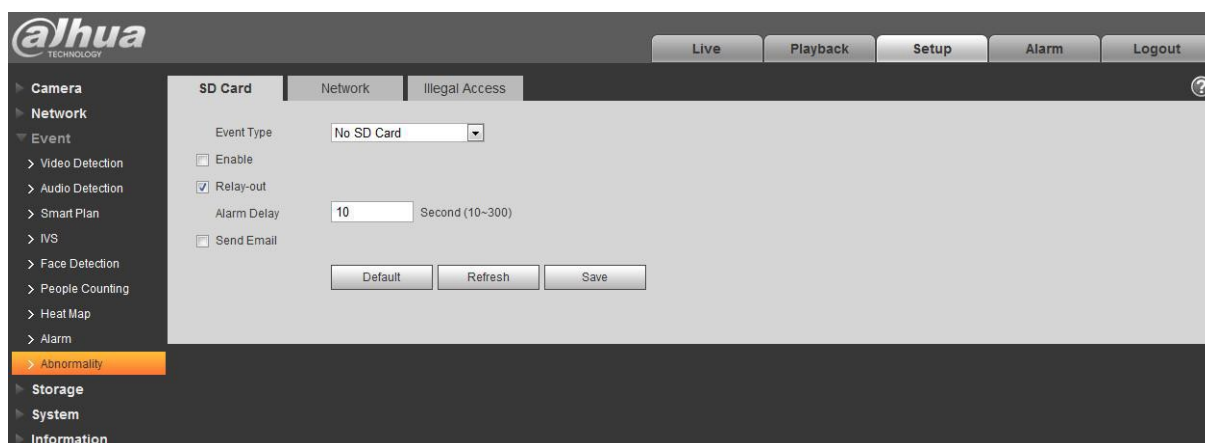 alhua
TECHNOLOGY
Live Playback Setup Alarm Logout
Camera
Network
Event
Video Detection
Audio Detection
Smart Plan
IVS
Face Detection
People Counting
Heat Map
Alarm
Abnormality
Storage
System
Information
SD Card Network Illegal Access
?
Event Type No SD Card
Enable
Relay-out
Alarm Delay 10 Second (10~300)
Send Email
Default Refresh Save